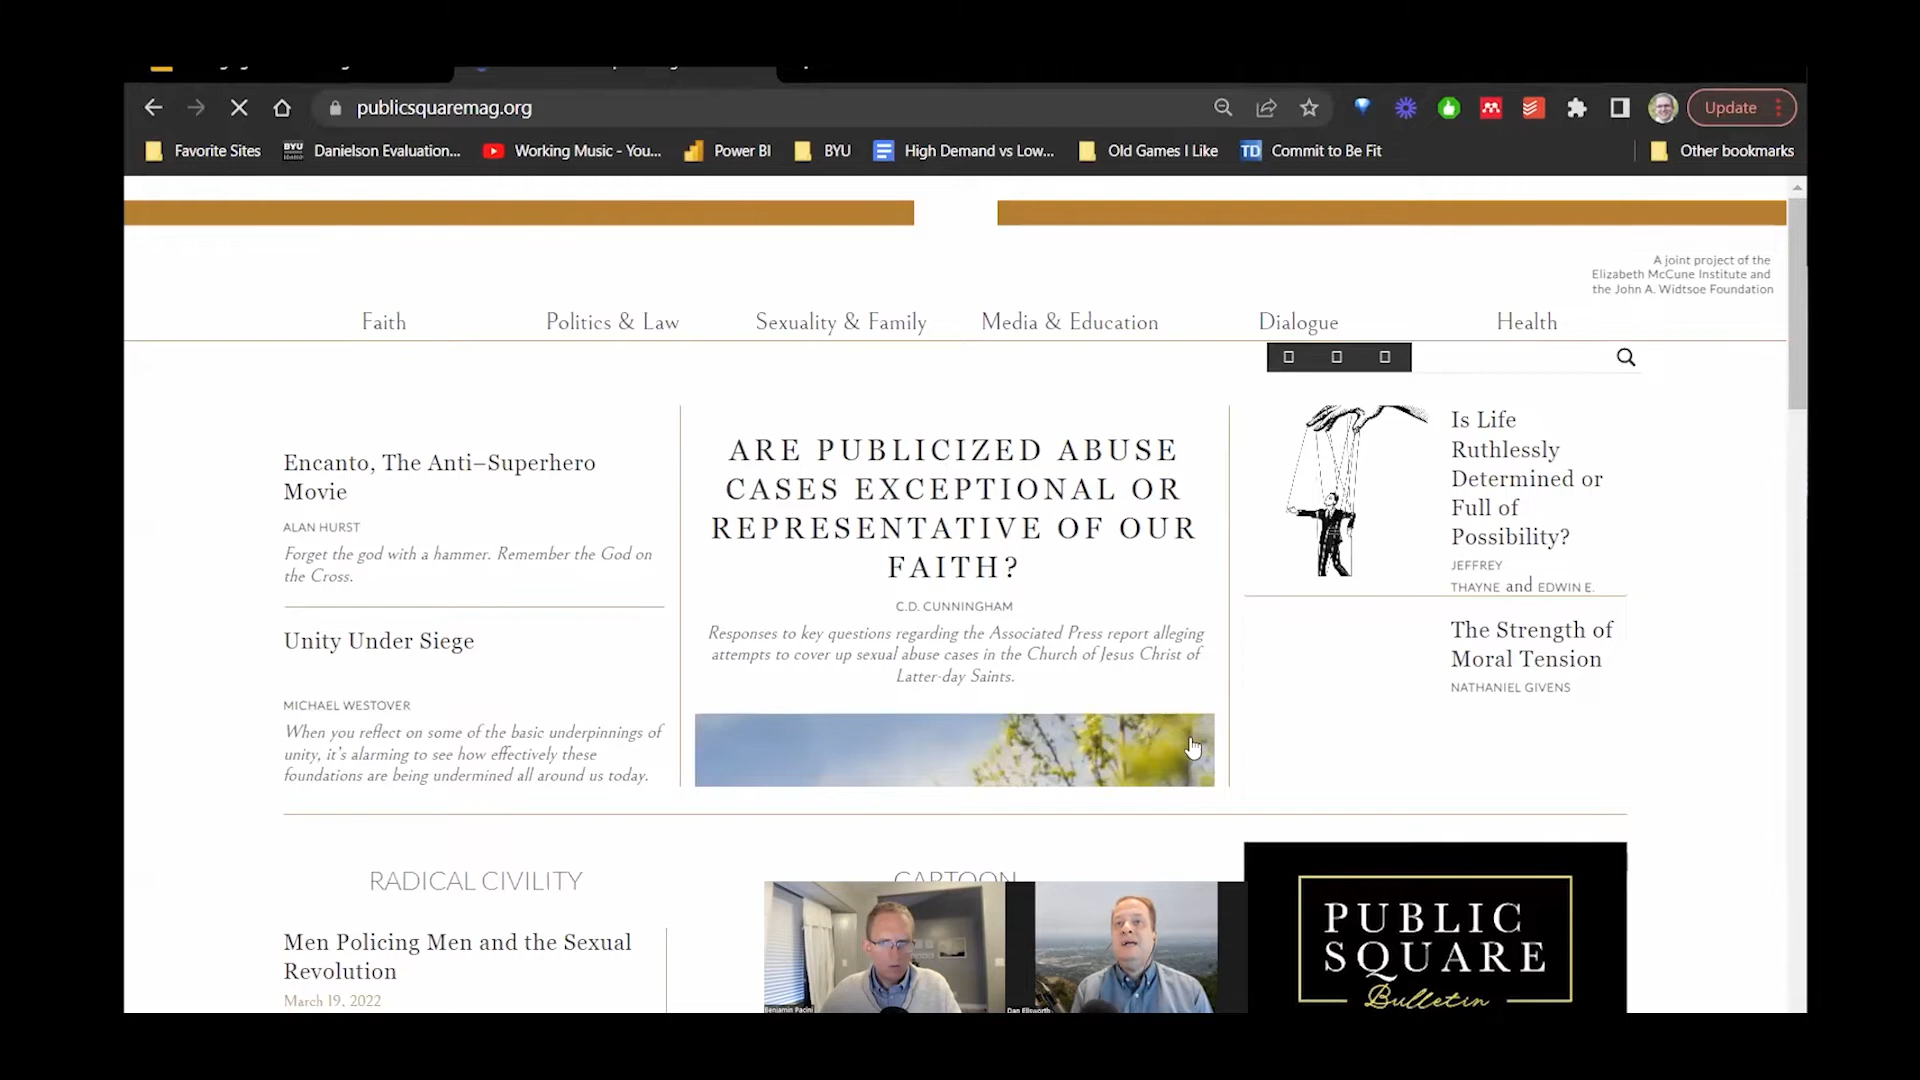 publicsquaremag.org
Update
Favorite Sites
BYU
Danielson Evaluation...
Working Music - You...
Power BI
BYU
High Demand vs Low...
Old Games I Like
TD
Commit to Be Fit
Other bookmarks
A joint project of the
Elizabeth McCune Institute and
the John A. Widtsoe Foundation
Faith
Politics & Law
Sexuality & Family
Media & Education
Dialogue
Health
Encanto, The Anti–Superhero
Movie
ALAN HURST
Forget the god with a hammer. Remember the God on
the Cross.
Unity Under Siege
MICHAEL WESTOVER
When you reflect on some of the basic underpinnings of
unity, it's alarming to see how effectively these
foundations are being undermined all around us today.
ARE PUBLICIZED ABUSE
CASES EXCEPTIONAL OR
REPRESENTATIVE OF OUR
FAITH?
C.D. CUNNINGHAM
Responses to key questions regarding the Associated Press report alleging
attempts to cover up sexual abuse cases in the Church of Jesus Christ of
Latter-day Saints.
Is Life
Ruthlessly
Determined or
Full of
Possibility?
JEFFREY
THAYNE and EDWIN E.
The Strength of
Moral Tension
NATHANIEL GIVENS
RADICAL CIVILITY
Men Policing Men and the Sexual
Revolution
March 19, 2022
CARTOON
Benjamin Pacini
Dan Ellsworth
PUBLIC
SQUARE
Bulletin